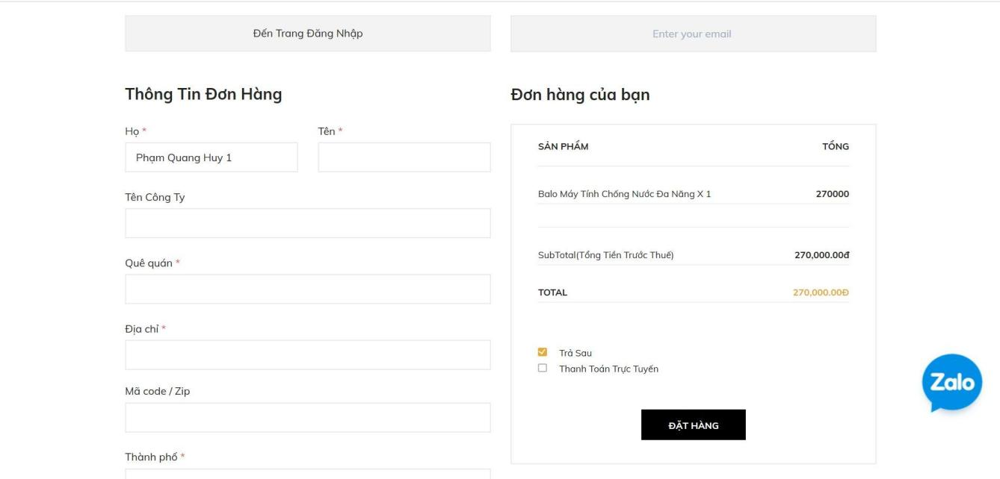 Đến Trang Đăng Nhập
Enter your email
Thông Tin Đơn Hàng
Họ *
Tên *
Phạm Quang Huy 1
Tên Công Ty
Quê quán *
Địa chỉ *
Mã code / Zip
Thành phố *
Đơn hàng của bạn
SẢN PHẨM TỔNG
Balo Máy Tính Chống Nước Đa Năng X 1 270000
SubTotal(Tổng Tiền Trước Thuế) 270,000.00đ
TOTAL 270,000.00Đ
Trả Sau
Thanh Toán Trực Tuyến
ĐẶT HÀNG
Zalo